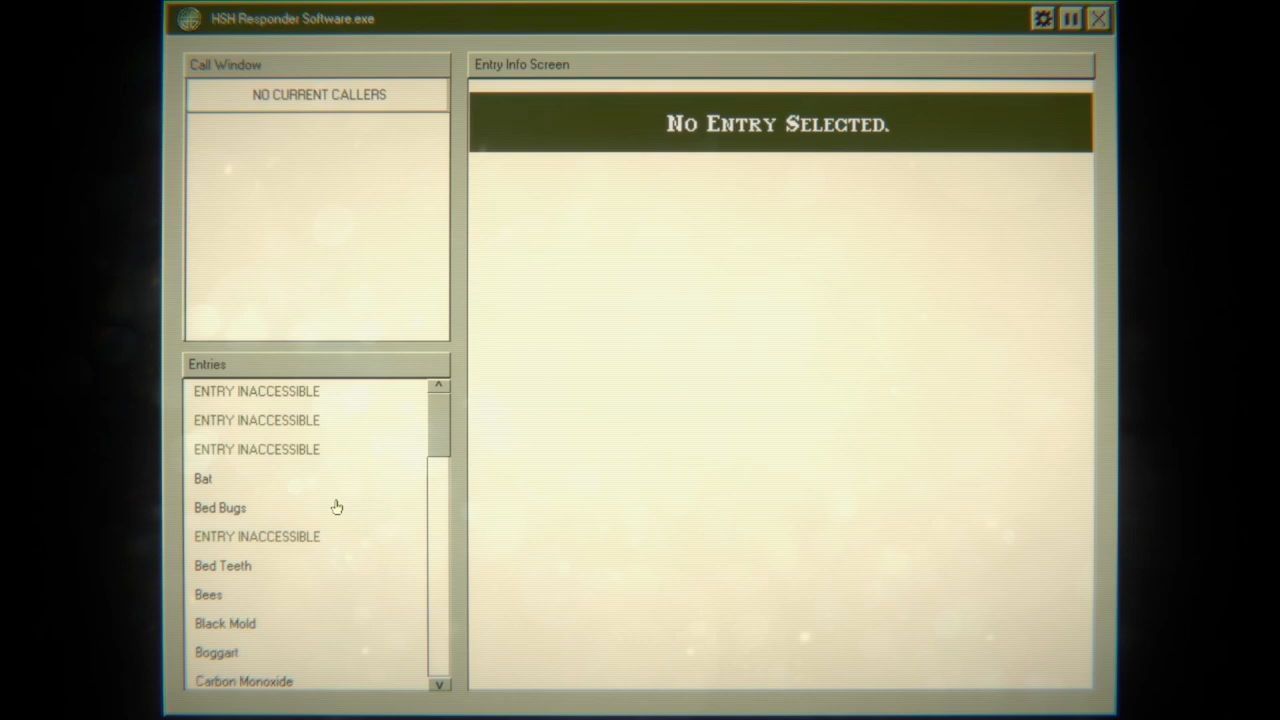 HSH Responder Software.exe
Call Window
NO CURRENT CALLERS
Entry Info Screen
No Entry Selected.
Entries
ENTRY INACCESSIBLE
ENTRY INACCESSIBLE
ENTRY INACCESSIBLE
Bat
Bed Bugs
ENTRY INACCESSIBLE
Bed Teeth
Bees
Black Mold
Boggart
Carbon Monoxide